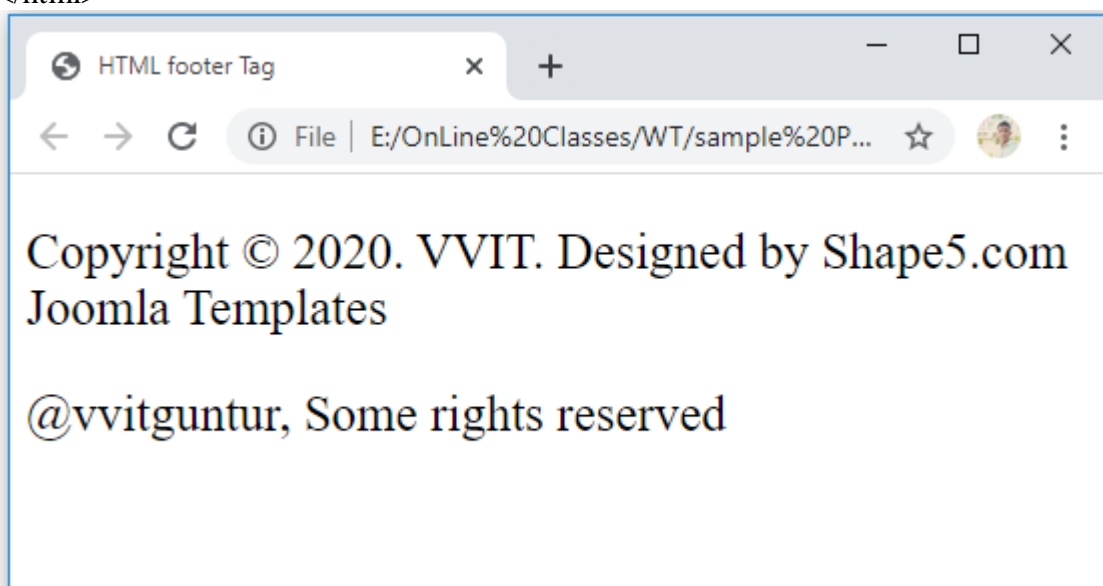 </html>
HTML footer Tag
File | E:/OnLine%20Classes/WT/sample%20P...
Copyright © 2020. VVIT. Designed by Shape5.com
Joomla Templates
@vvitguntur, Some rights reserved